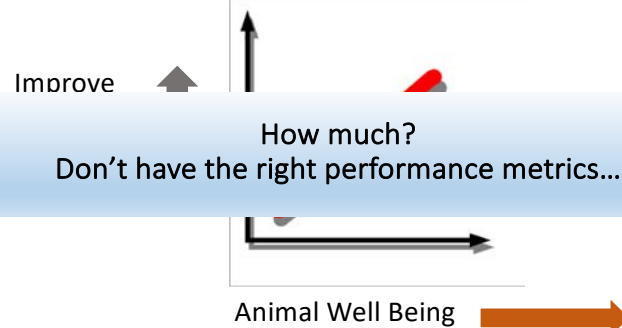 Improve
How much?
Don’t have the right performance metrics…
Animal Well Being